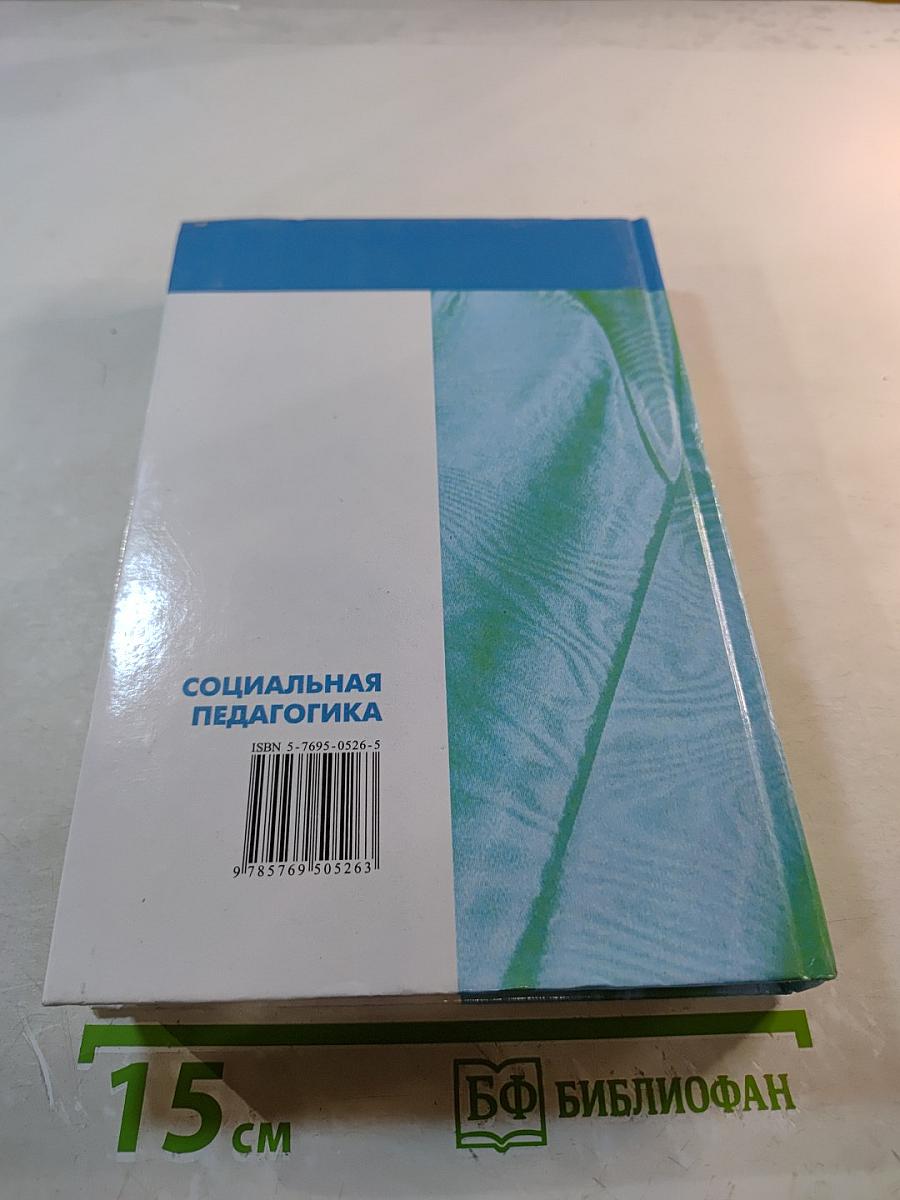 СОЦИАЛЬНАЯ
ПЕДАГОГИКА
ISBN 5-7695-0526-5
9 785769 505263
15 см
БФ БИБЛИОФАН